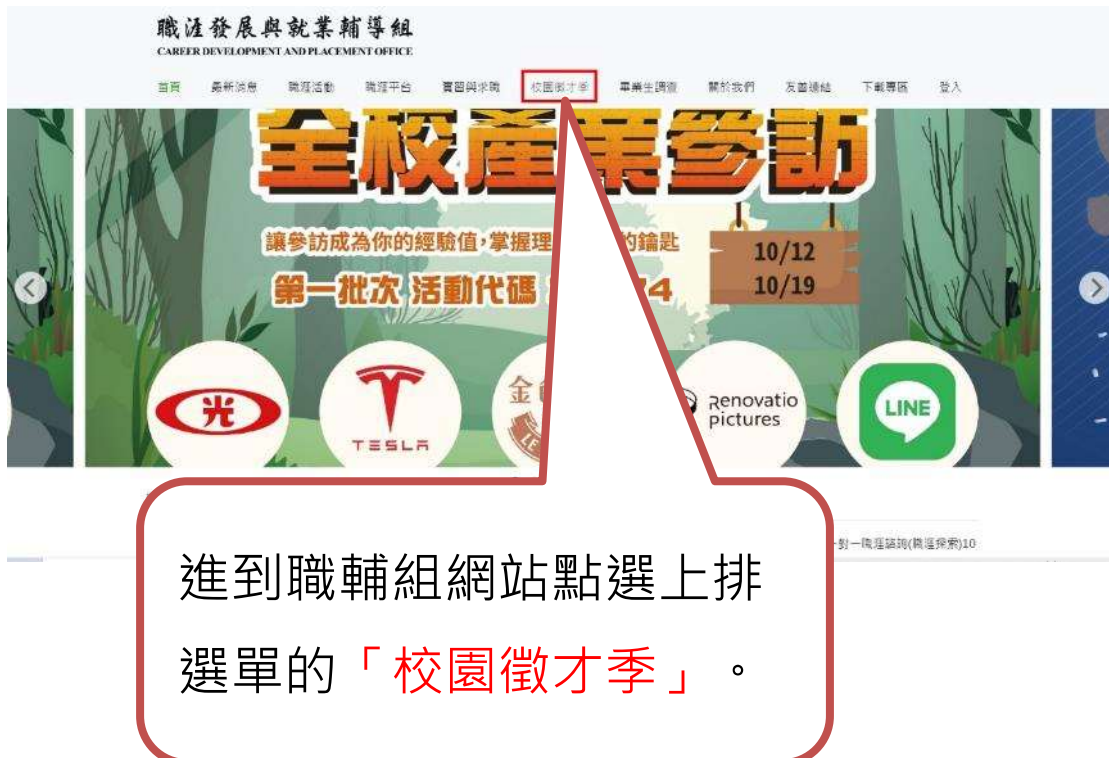 職涯發展與就業輔導組
CAREER DEVELOPMENT AND PLACEMENT OFFICE
首頁 最新消息 職涯活動 職涯平台 實習與求職 校園徵才季 畢業生調查 關於我們 友善連結 下載專區 登入
全校產業參訪
讓參訪成為你的經驗值,掌握理 的鑰匙
10/12
第一批次 活動代碼 4
10/19
光
TESLA
金
Renovatio
pictures
LINE
一對一職涯諮詢(職涯探索)10
進到職輔組網站點選上排
選單的「校園徵才季」。